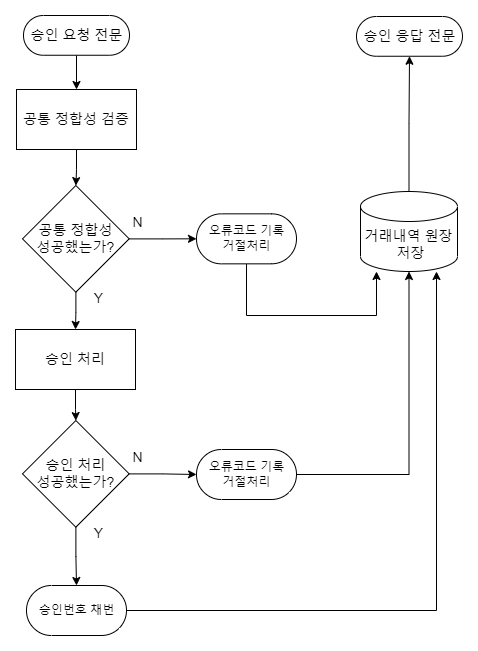 승인 요청 전문
승인 응답 전문
공통 정합성 검증
공통 정합성
성공했는가?
N
오류코드 기록
거절처리
거래내역 원장
저장
Y
승인 처리
승인 처리
성공했는가?
N
오류코드 기록
거절처리
Y
승인번호 채번